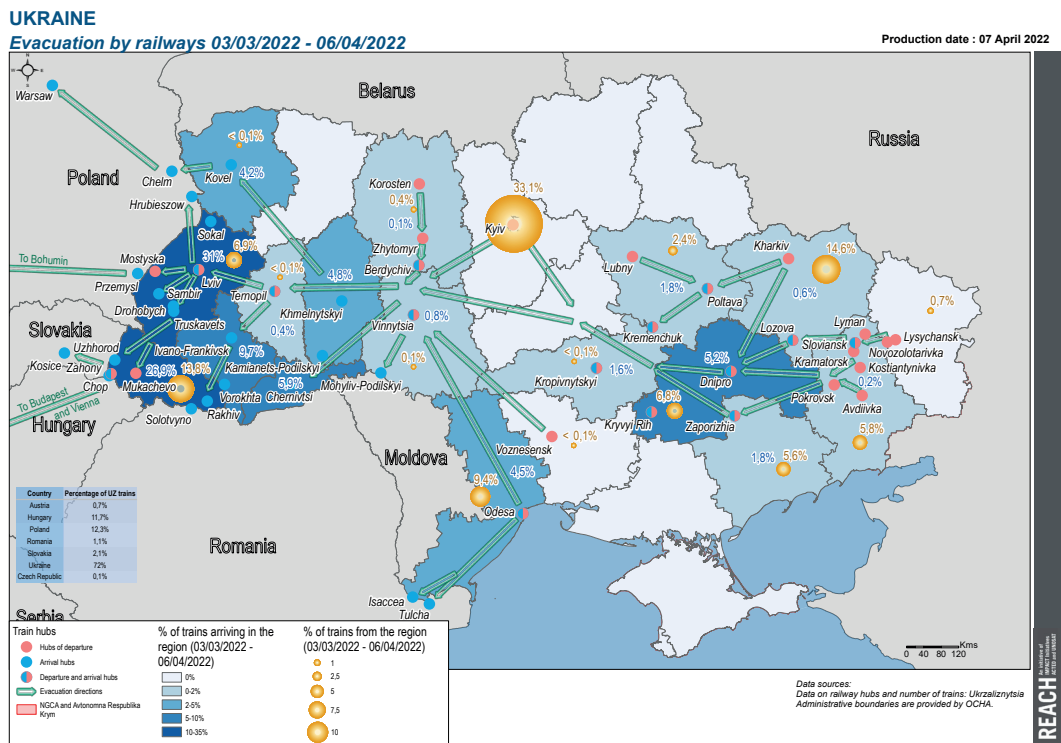 UKRAINE
Evacuation by railways 03/03/2022 - 06/04/2022
Production date : 07 April 2022
N
W
E
S
Warsaw
Belarus
Russia
Poland
Chelm
Kovel
< 0,1%
4,2%
Hrubieszow
Korosten
0,4%
0,1%
33,1%
Kyiv
Sokal
6,9%
31%
Zhytomyr
Berdychiv
Lubny
2,4%
Kharkiv
14,6%
To Bohumin
Mostyska
Lviv
Przemysl
Sambir
Ternopil
< 0,1%
4,8%
0,4%
Khmelnytskyi
1,8%
Poltava
0,6%
0,7%
Drohobych
Truskavets
Slovakia
Vinnytsia
0,8%
Kremenchuk
Lozova
Lyman
Sloviansk
Lysychansk
Novozolotarivka
Kramatorsk
Kostiantynivka
Uzhhorod
Ivano-Frankivsk
9,7%
Kosice
Zahony
Chop
26,9%
13,8%
Mukachevo
Kamianets-Podilskyi
5,9%
Chernivtsi
Mohyliv-Podilskyi
0,1%
< 0,1%
Kropivnytskyi
1,6%
5,2%
Dnipro
0,2%
Pokrovsk
Avdiivka
To Budapest
and Vienna
Vorokhta
Rakhiv
Solotvyno
Hungary
6,8%
Kryvyi Rih
Zaporizhia
5,8%
Voznesensk
< 0,1%
Moldova
9,4%
4,5%
1,8%
5,6%
Odesa
Romania
Country
Percentage of UZ trains
Austria
0,7%
Hungary
11,7%
Poland
12,3%
Romania
1,1%
Slovakia
2,1%
Ukraine
72%
Czech Republic
0,1%
Isaccea
Tulcha
Serbia
Train hubs
Hubs of departure
Arrival hubs
Departure and arrival hubs
Evacuation directions
NGCA and Avtonomna Respublika
Krym
% of trains arriving in the
region (03/03/2022 -
06/04/2022)
0%
0-2%
2-5%
5-10%
10-35%
% of trains from the region
(03/03/2022 - 06/04/2022)
1
2,5
5
7,5
10
Kms
0 40 80 120
Data sources:
Data on railway hubs and number of trains: Ukrzaliznytsia
Administrative boundaries are provided by OCHA.
REACH
An initiative of
IMPACT Initiatives
ACTED and UNOSAT